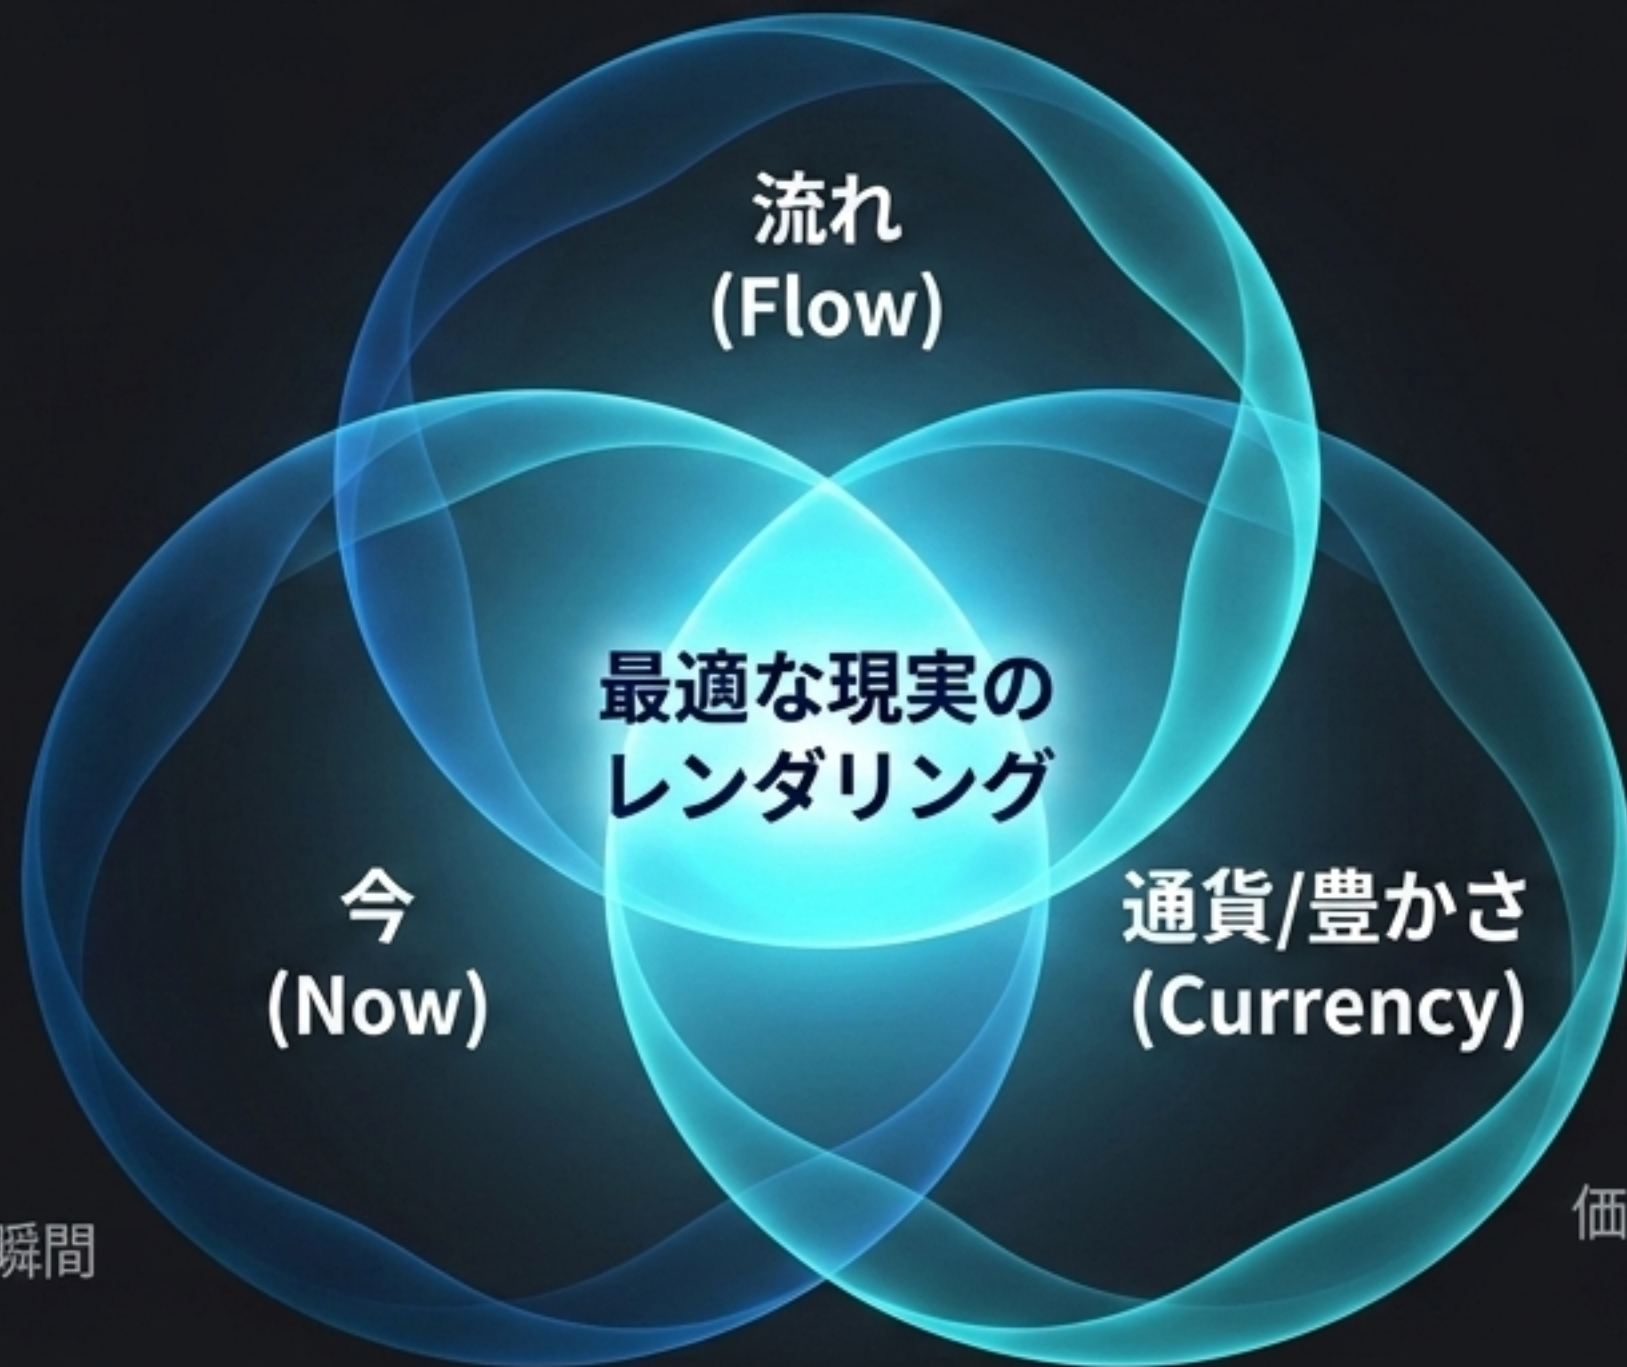 流れ
(Flow)
最適な現実の
レンダリング
今
(Now)
通貨/豊かさ
(Currency)
瞬間
価